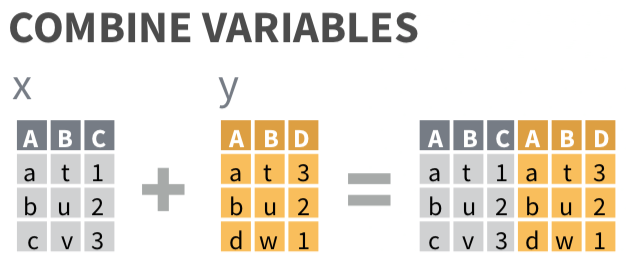 COMBINE VARIABLES
x y
A B C A B D A B C A B D
a t 1 + a t 3 = a t 1 a t 3
b u 2 b u 2 b u 2 b u 2
c v 3 d w 1 c v 3 d w 1